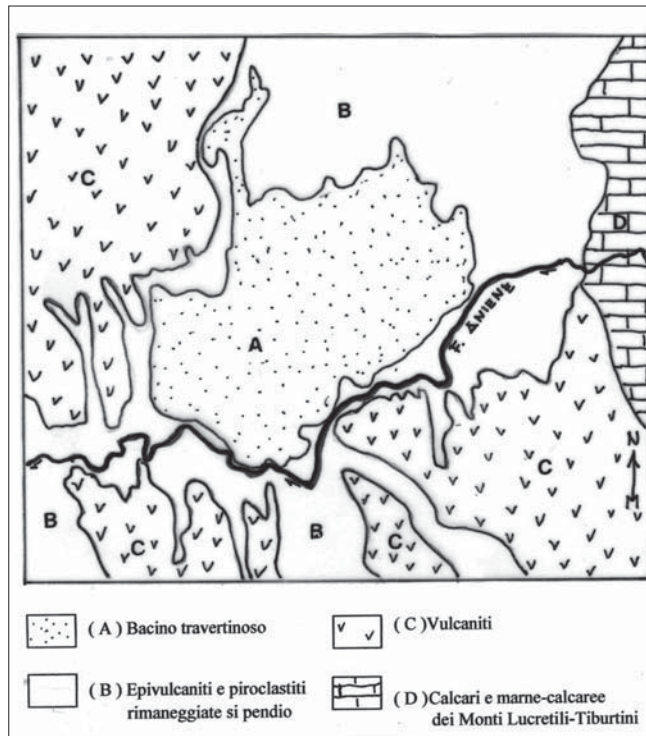 B
C
D
F. ANIENE
A
N
M
C
B
C
B
C
( A ) Bacino travertinoso
( C ) Vulcaniti
( B ) Epivulcaniti e piroclastiti
rimaneggiate si pendio
( D ) Calcari e marne-calcaree
dei Monti Lucretili-Tiburtini